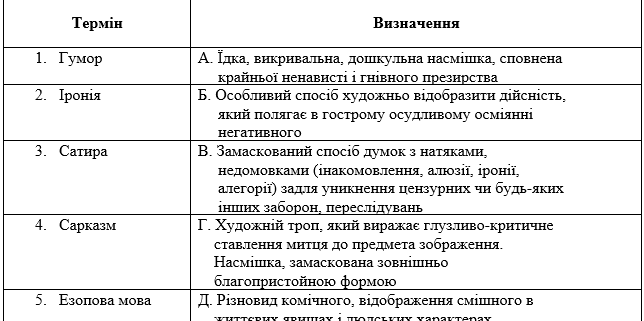 Термін Визначення
1. Гумор А. Їдка, викривальна, дошкульна насмішка, сповнена
крайньої ненависті і гнівного презирства
2. Іронія Б. Особливий спосіб художньо відобразити дійсність,
який полягає в гострому осудливому осміянні
негативного
3. Сатира В. Замаскований спосіб думок з натяками,
недомовками (інакомовлення, алюзії, іронії,
алегорії) задля уникнення цензурних чи будь-яких
інших заборон, переслідувань
4. Сарказм Г. Художній троп, який виражає глузливо-критичне
ставлення митця до предмета зображення.
Насмішка, замаскована зовнішньо
благопристойною формою
5. Езопова мова Д. Різновид комічного, відображення смішного в
життєвих явищах і людських характерах